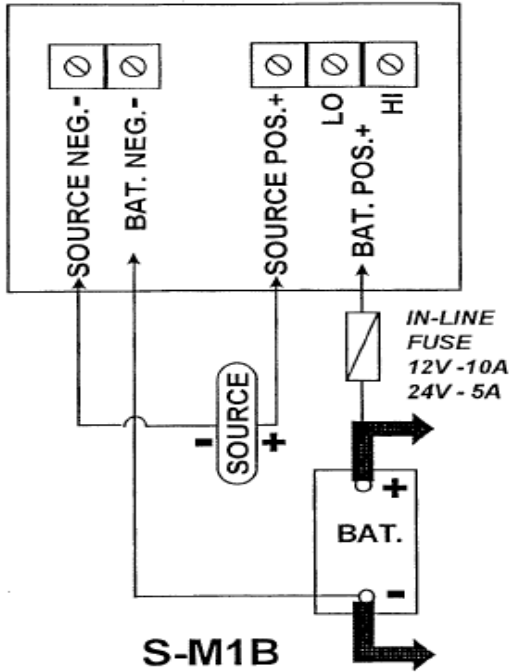 SOURCE NEG.-
BAT. NEG.-
SOURCE POS.+
LO
HI
BAT. POS.+
IN-LINE
FUSE
12V -10A
24V - 5A
- SOURCE +
+
BAT.
-
S-M1B